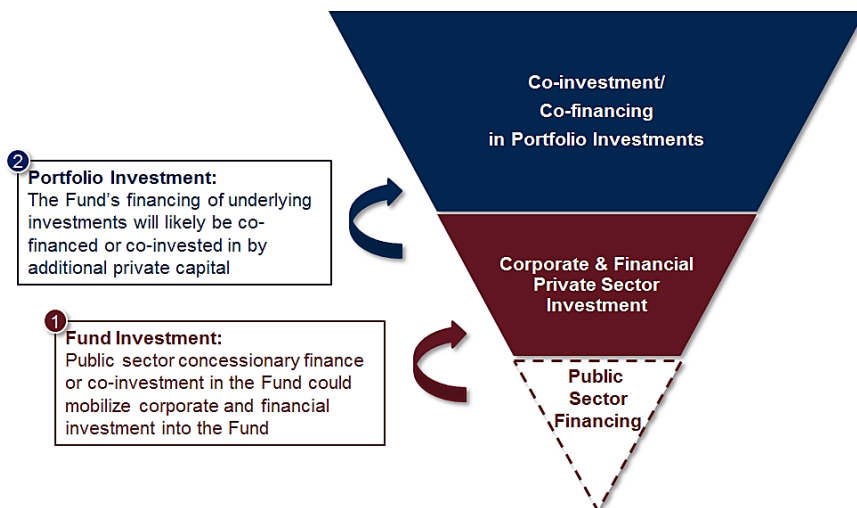 Co-investment/
Co-financing
in Portfolio Investments
2
Portfolio Investment:
The Fund's financing of underlying
investments will likely be co-
financed or co-invested in by
additional private capital
Corporate & Financial
Private Sector
Investment
1
Fund Investment:
Public sector concessionary finance
or co-investment in the Fund could
mobilize corporate and financial
investment into the Fund
Public
Sector
Financing